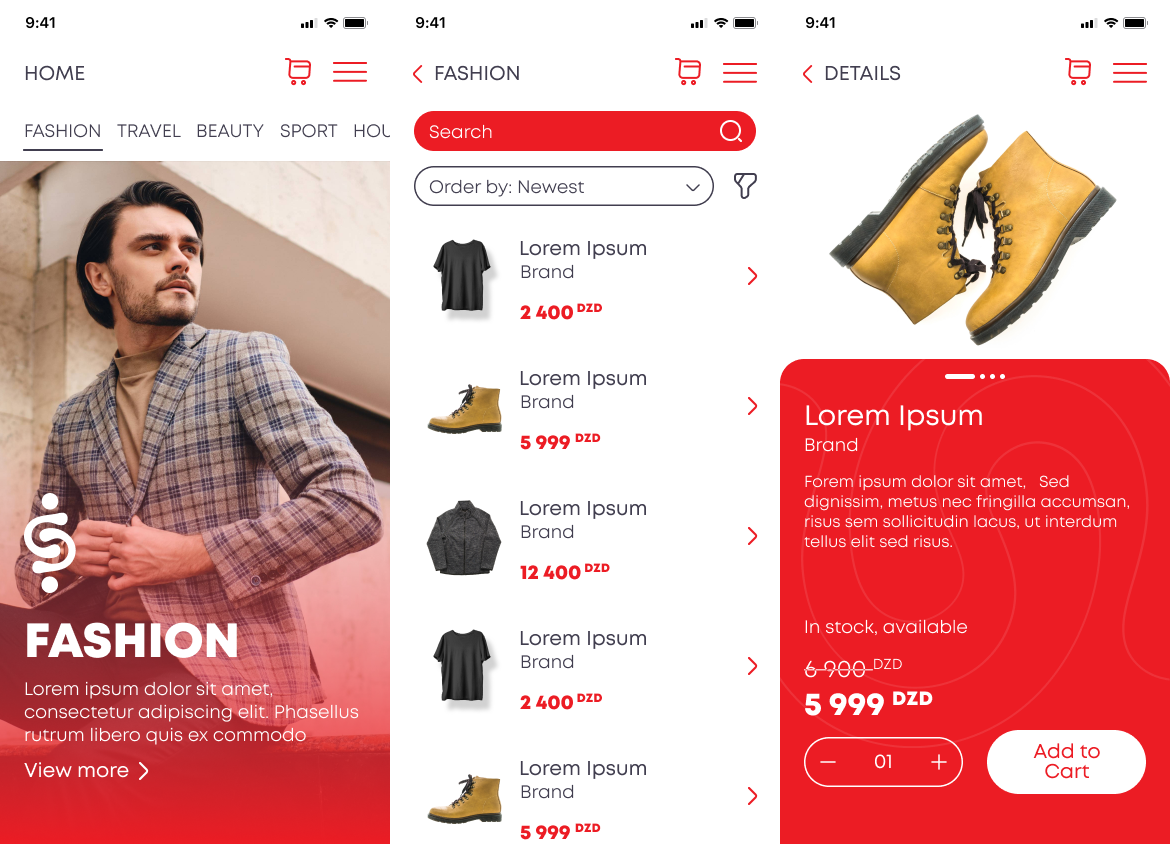 9:41
HOME
FASHION TRAVEL BEAUTY SPORT HOU
FASHION
Lorem ipsum dolor sit amet,
consectetur adipiscing elit. Phasellus
rutrum libero quis ex commodo
View more
9:41
FASHION
Search
Order by: Newest
Lorem Ipsum
Brand
2 400 DZD
Lorem Ipsum
Brand
5 999 DZD
Lorem Ipsum
Brand
12 400 DZD
Lorem Ipsum
Brand
2 400 DZD
Lorem Ipsum
Brand
5 999 DZD
9:41
DETAILS
Lorem Ipsum
Brand
Forem ipsum dolor sit amet, Sed
dignissim, metus nec fringilla accumsan,
risus sem sollicitudin lacus, ut interdum
tellus elit sed risus.
In stock, available
6 900 DZD
5 999 DZD
01
Add to
Cart